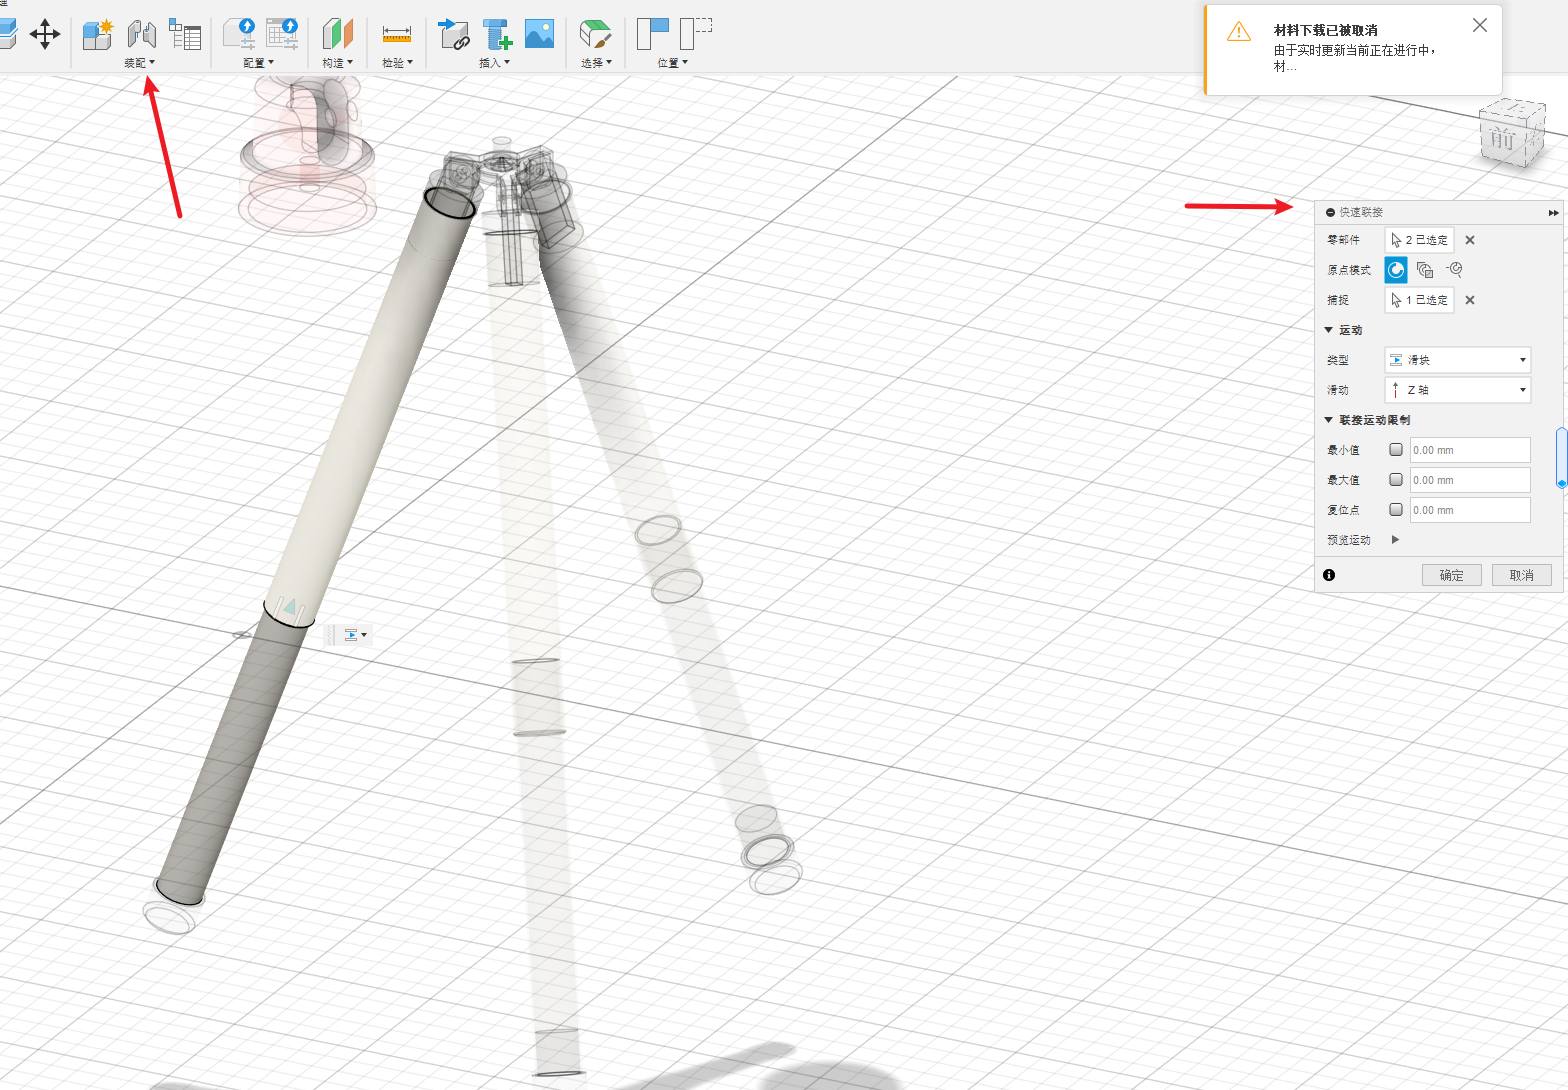 装配
配置
构造
检验
插入
选择
位置
材料下载已被取消
由于实时更新当前正在进行中，
材...
前
快速联接
零部件 2 已选定
原点模式
捕捉 1 已选定
运动
类型 滑块
滑动 Z 轴
联接运动限制
最小值 0.00 mm
最大值 0.00 mm
复位点 0.00 mm
预览运动
确定 取消